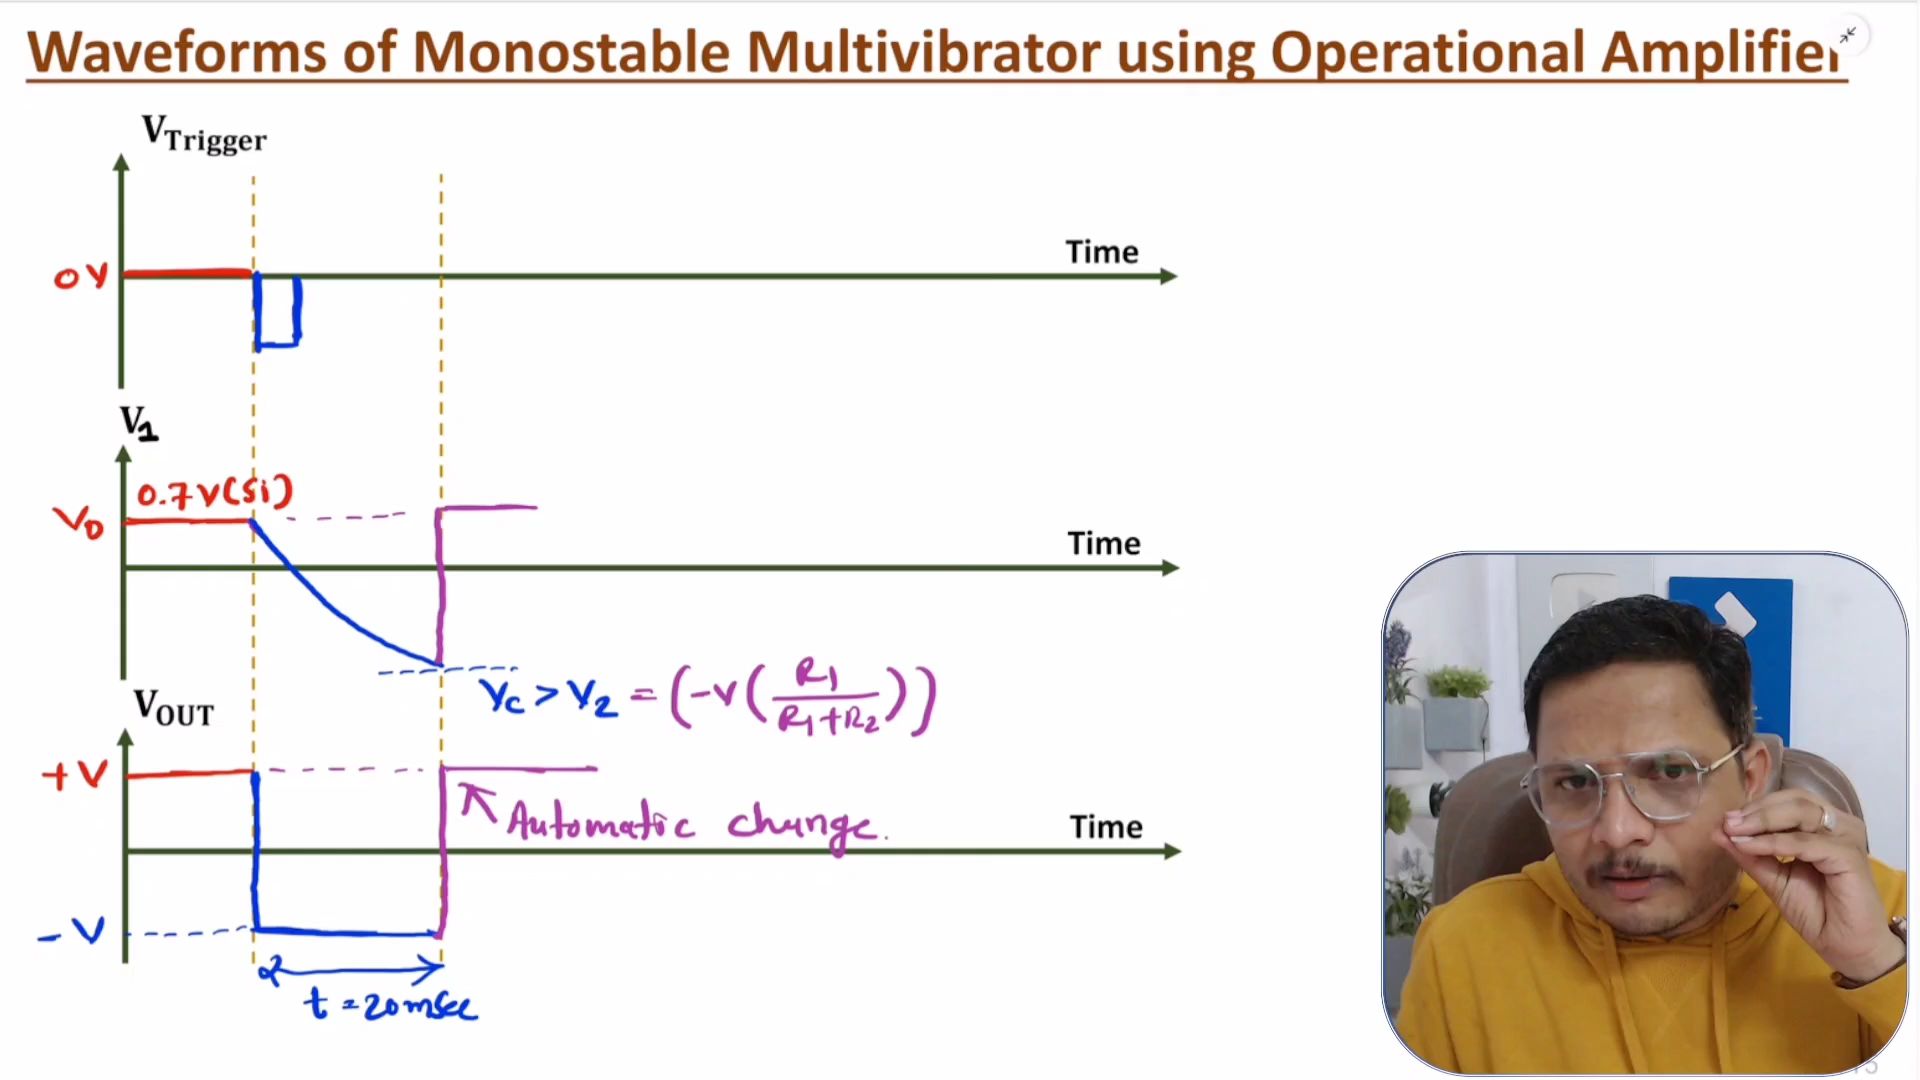 Waveforms of Monostable Multivibrator using Operational Amplifier
VTrigger
Time
0V
V1
0.7V(Si)
VD
Time
VC > V2 = (-V(R1/R1+R2))
VOUT
+V
Automatic change.
Time
-V
t = 20msec